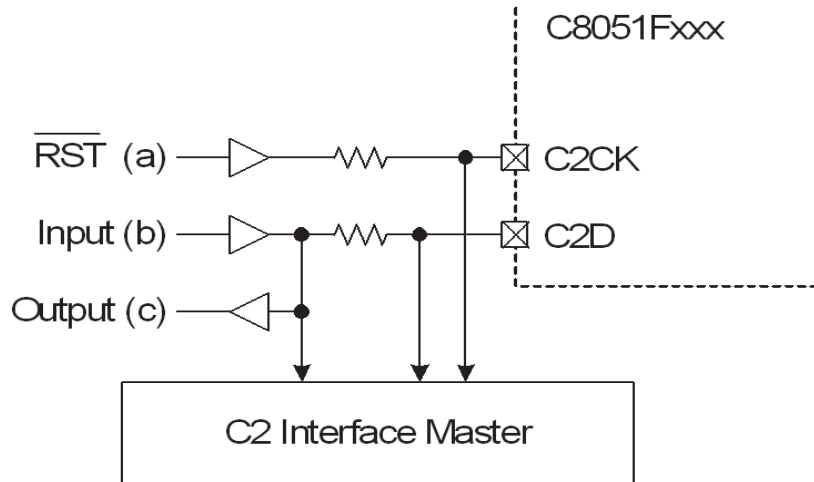 C8051Fxxx
RST (a)
C2CK
Input (b)
C2D
Output (c)
C2 Interface Master